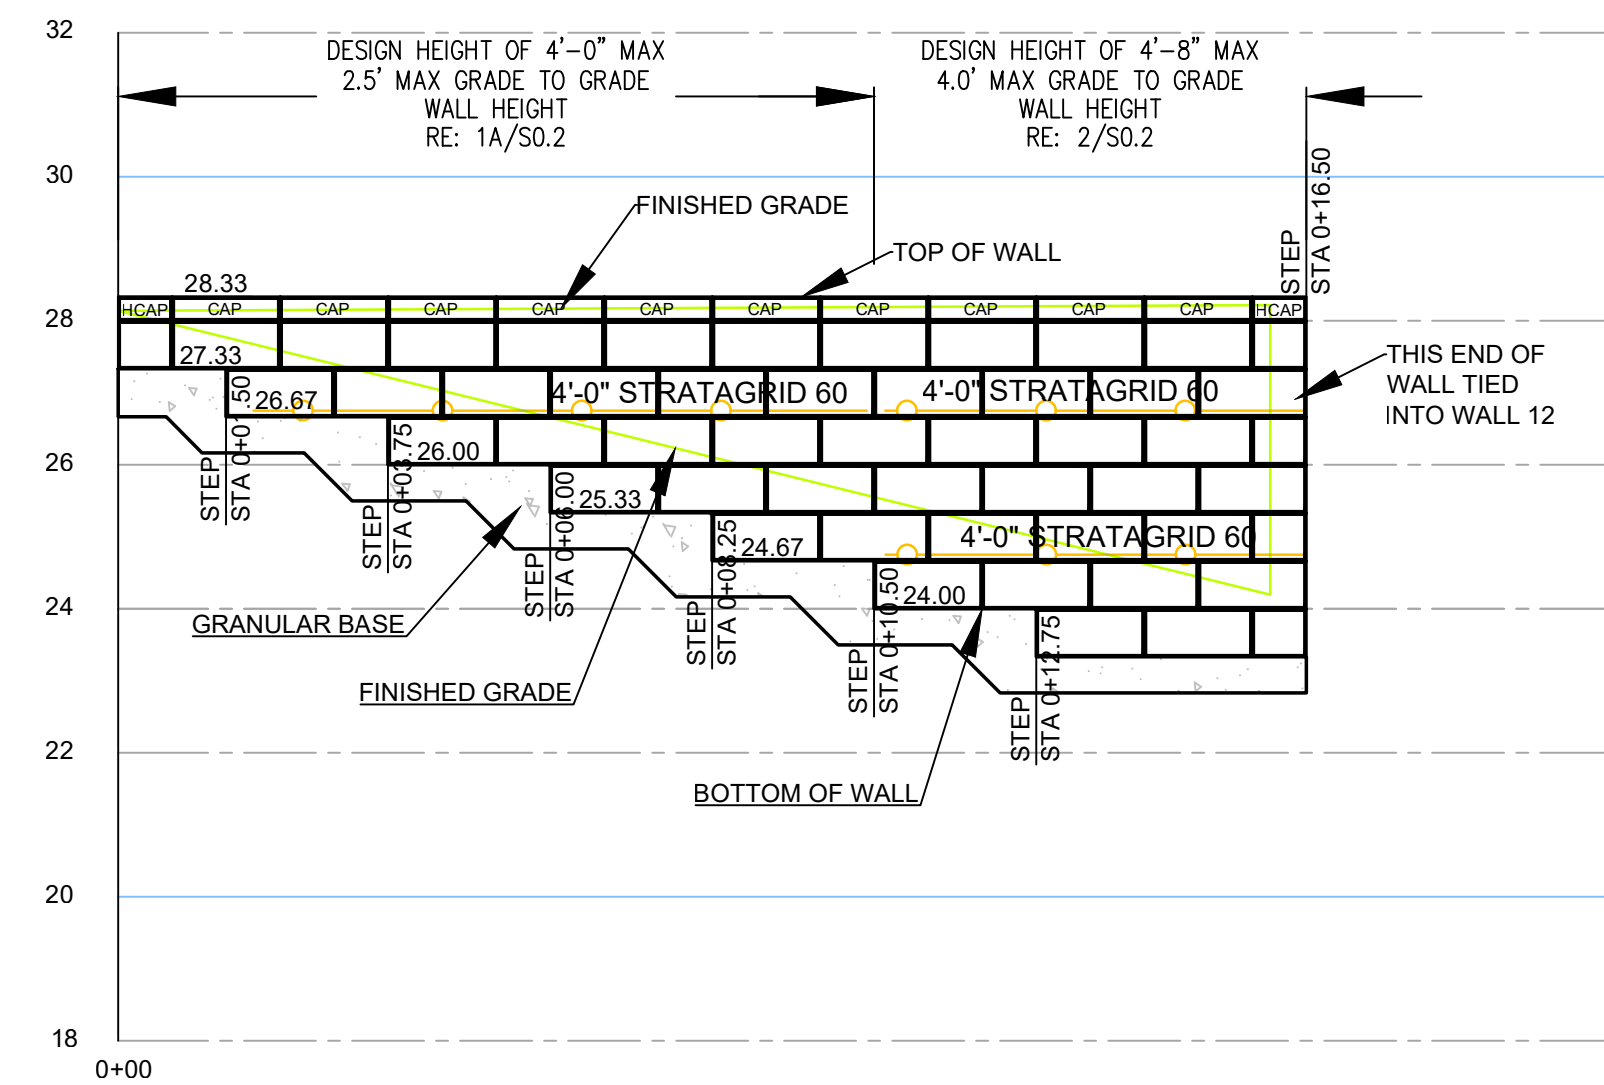 32
DESIGN HEIGHT OF 4'-0" MAX
2.5' MAX GRADE TO GRADE
WALL HEIGHT
RE: 1A/S0.2
DESIGN HEIGHT OF 4'-8" MAX
4.0' MAX GRADE TO GRADE
WALL HEIGHT
RE: 2/S0.2
30
FINISHED GRADE
TOP OF WALL
STEP
STA 0+16.50
28.33
HCAP CAP CAP CAP CAP CAP CAP CAP CAP CAP CAP HCAP
28
27.33
THIS END OF
WALL TIED
INTO WALL 12
4'-0" STRATAGRID 60
4'-0" STRATAGRID 60
26.67
STEP
STA 0+01.50
26
26.00
STEP
STA 0+03.75
25.33
STEP
STA 0+06.00
4'-0" STRATAGRID 60
24.67
STEP
STA 0+08.25
24
24.00
STEP
STA 0+10.50
GRANULAR BASE
STEP
STA 0+12.75
FINISHED GRADE
22
BOTTOM OF WALL
20
18
0+00